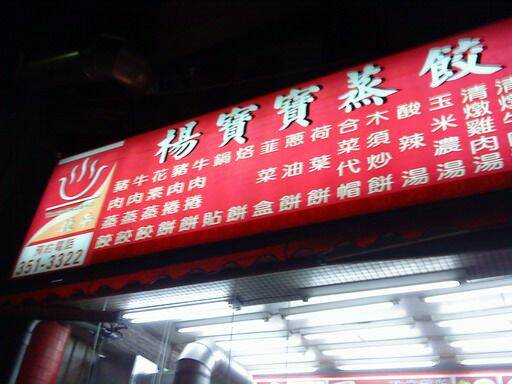 楊寶寶蒸餃
豬肉蒸餃
牛肉蒸餃
花素蒸餃
豬肉捲餅
牛肉捲餅
鍋貼
烙餅
韮菜盒
蔥油餅
荷葉餅
合菜代帽
木須炒餅
酸辣湯
玉米濃湯
清燉雞肉湯
351-3322